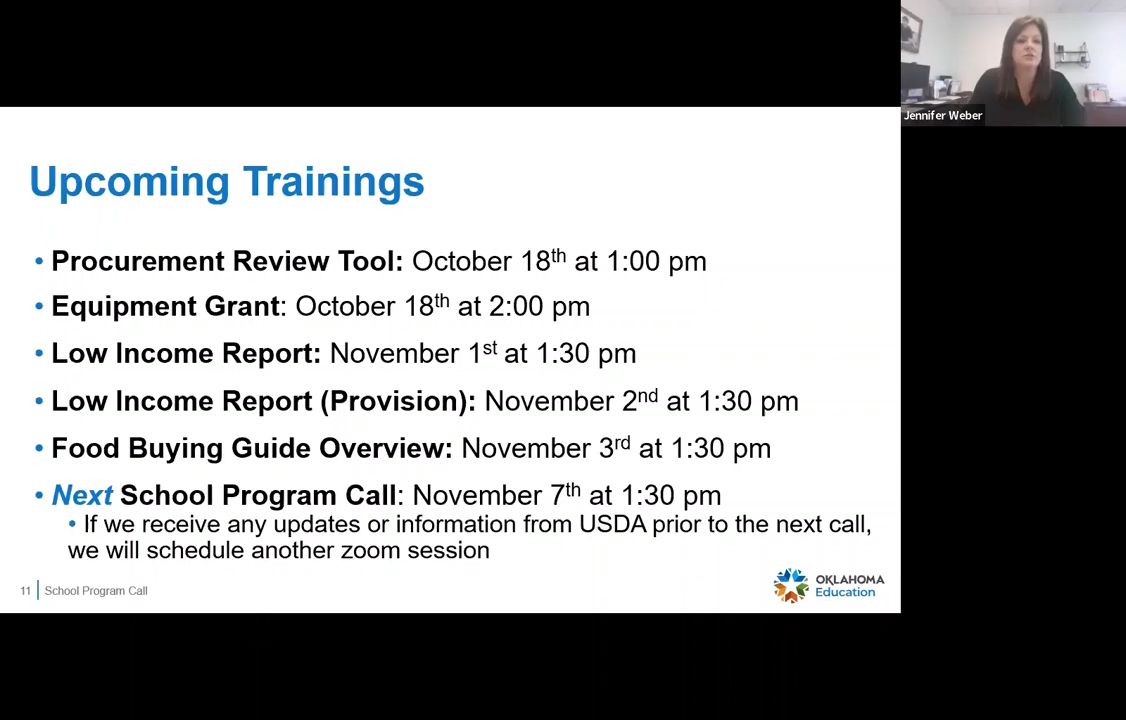 Jennifer Weber
Upcoming Trainings
• Procurement Review Tool: October 18th at 1:00 pm
• Equipment Grant: October 18th at 2:00 pm
• Low Income Report: November 1st at 1:30 pm
• Low Income Report (Provision): November 2nd at 1:30 pm
• Food Buying Guide Overview: November 3rd at 1:30 pm
• Next School Program Call: November 7th at 1:30 pm
• If we receive any updates or information from USDA prior to the next call,
we will schedule another zoom session
11 School Program Call
OKLAHOMA
Education